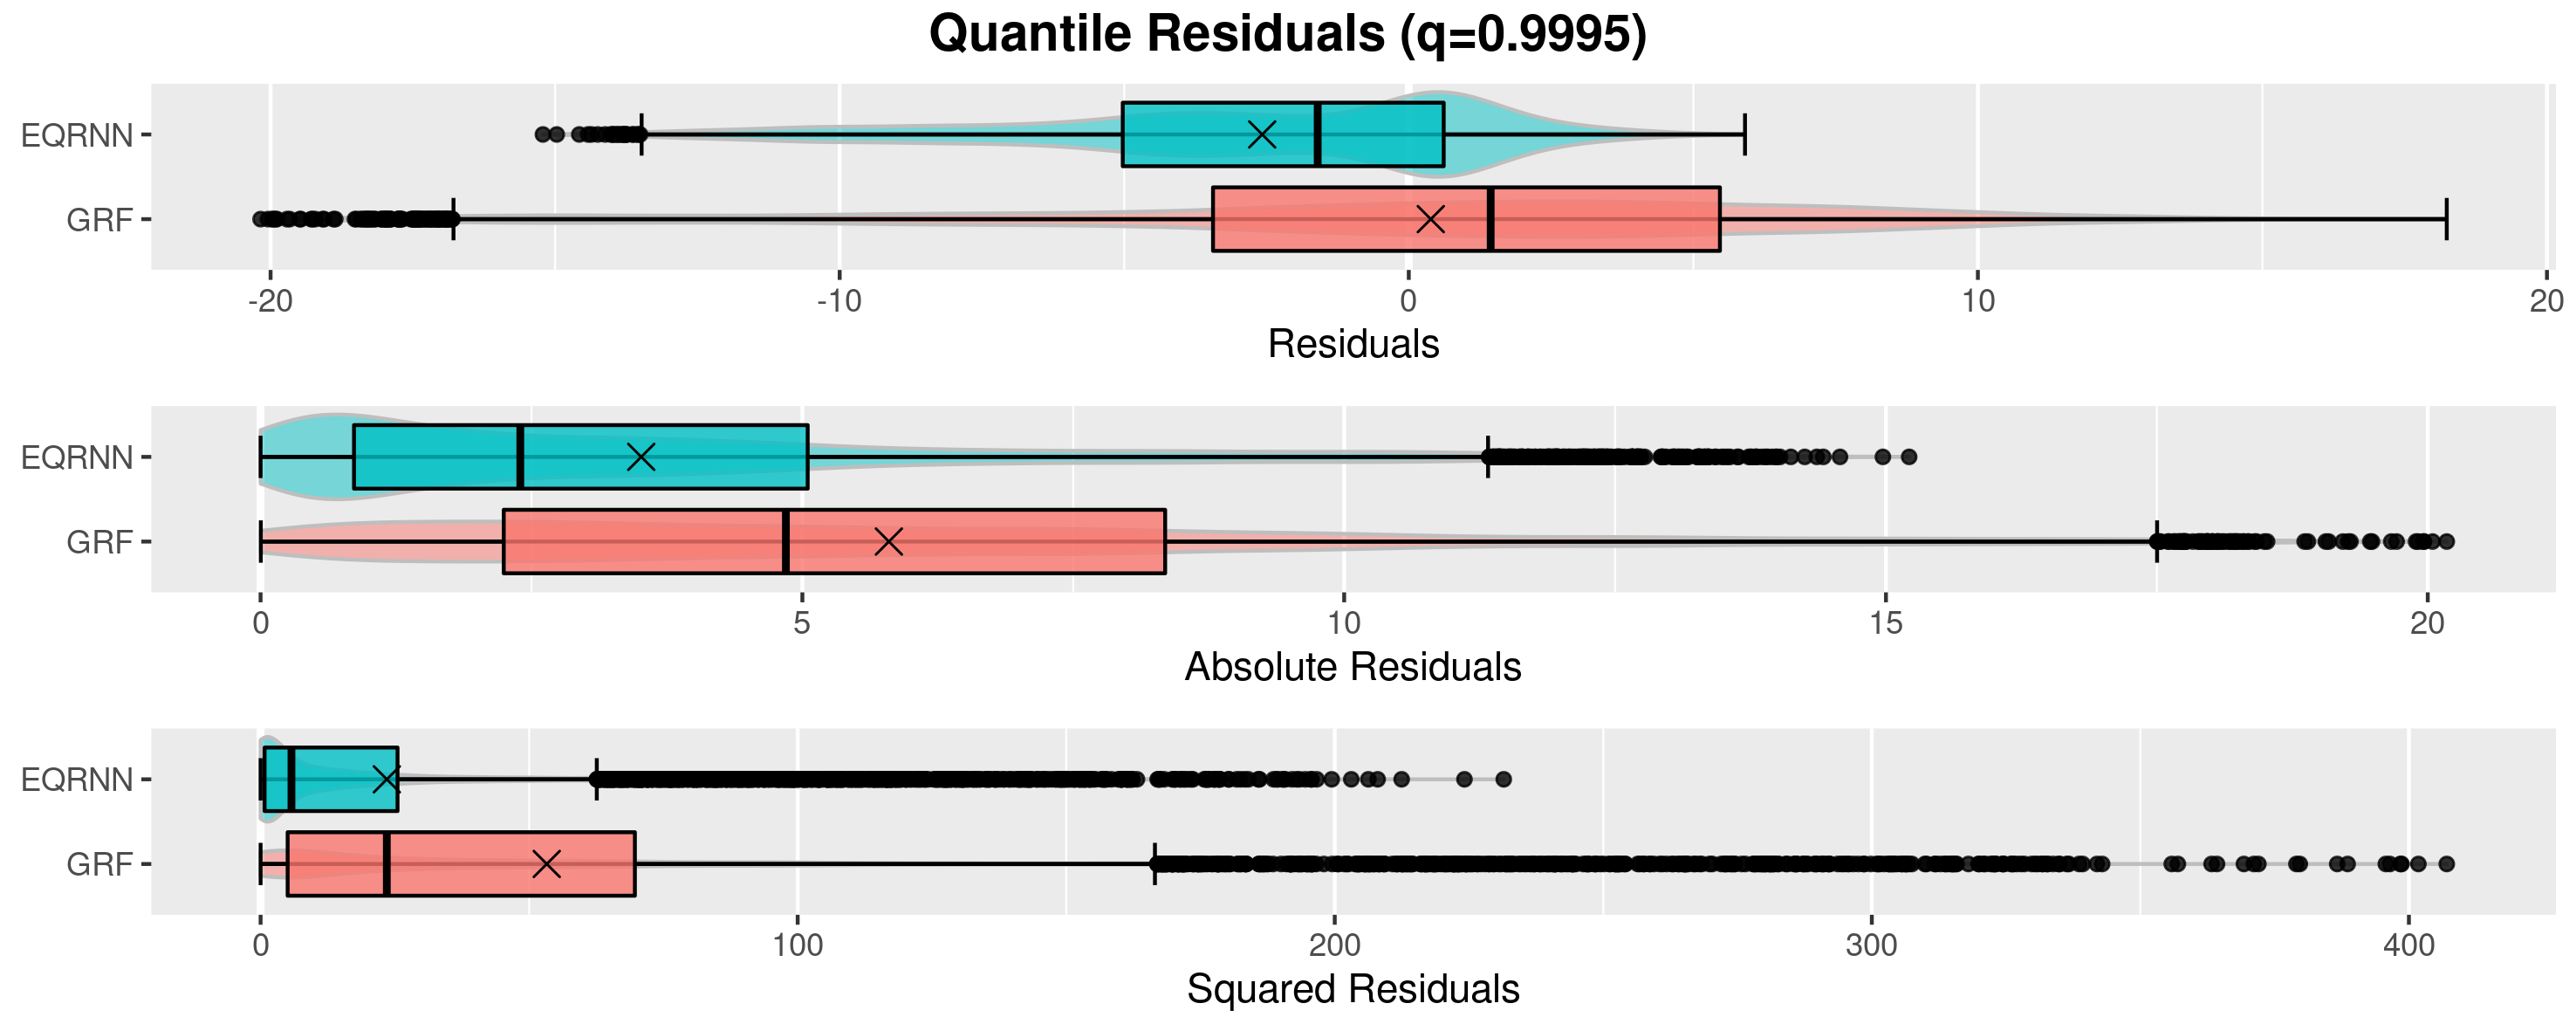 Quantile Residuals (q=0.9995)
EQRNN
GRF
-20 -10 0 10 20
Residuals
EQRNN
GRF
0 5 10 15 20
Absolute Residuals
EQRNN
GRF
0 100 200 300 400
Squared Residuals